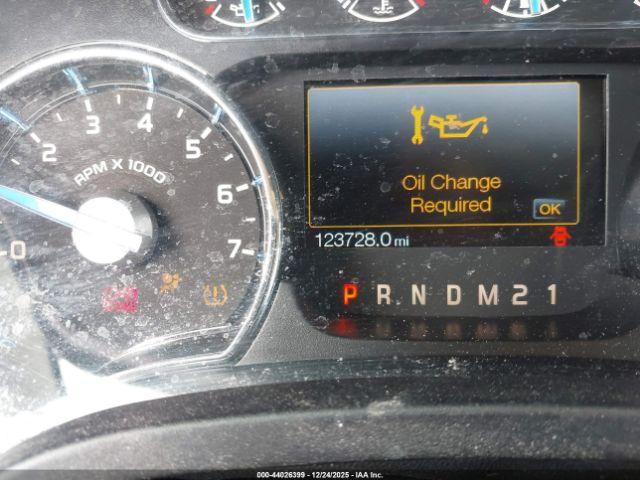 0 2 3 4 5 6 7
RPM X 1000
Oil Change
Required
OK
123728.0 mi
P R N D M 2 1
000-44026399 - 12/24/2025 - IAA Inc.